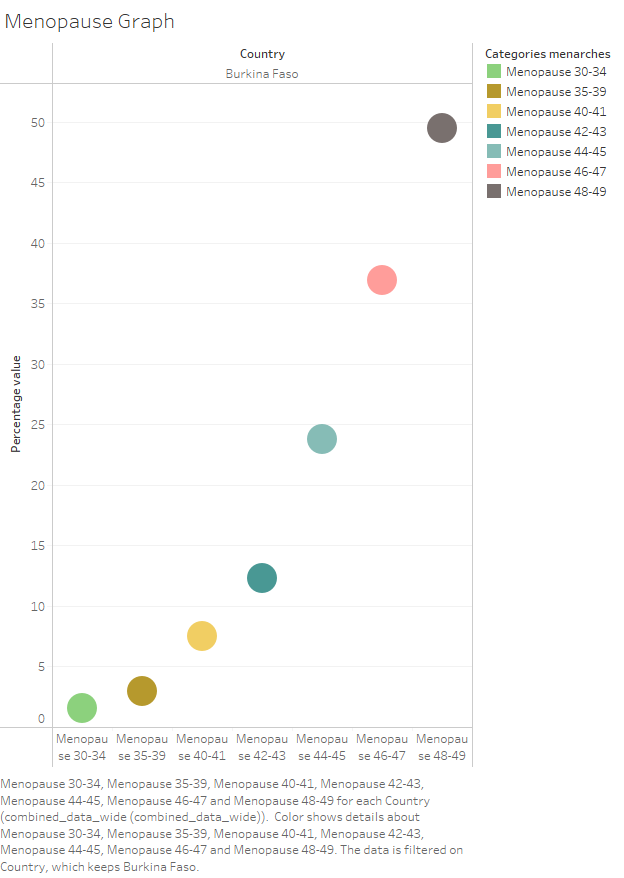 Menopause Graph
Country
Burkina Faso
Categories menarches
Menopause 30-34
Menopause 35-39
Menopause 40-41
Menopause 42-43
Menopause 44-45
Menopause 46-47
Menopause 48-49
Percentage value
50
45
40
35
30
25
20
15
10
5
0
Menopau
se 30-34
Menopau
se 35-39
Menopau
se 40-41
Menopau
se 42-43
Menopau
se 44-45
Menopau
se 46-47
Menopau
se 48-49
Menopause 30-34, Menopause 35-39, Menopause 40-41, Menopause 42-43,
Menopause 44-45, Menopause 46-47 and Menopause 48-49 for each Country
(combined_data_wide (combined_data_wide)).  Color shows details about
Menopause 30-34, Menopause 35-39, Menopause 40-41, Menopause 42-43,
Menopause 44-45, Menopause 46-47 and Menopause 48-49. The data is filtered on
Country, which keeps Burkina Faso.